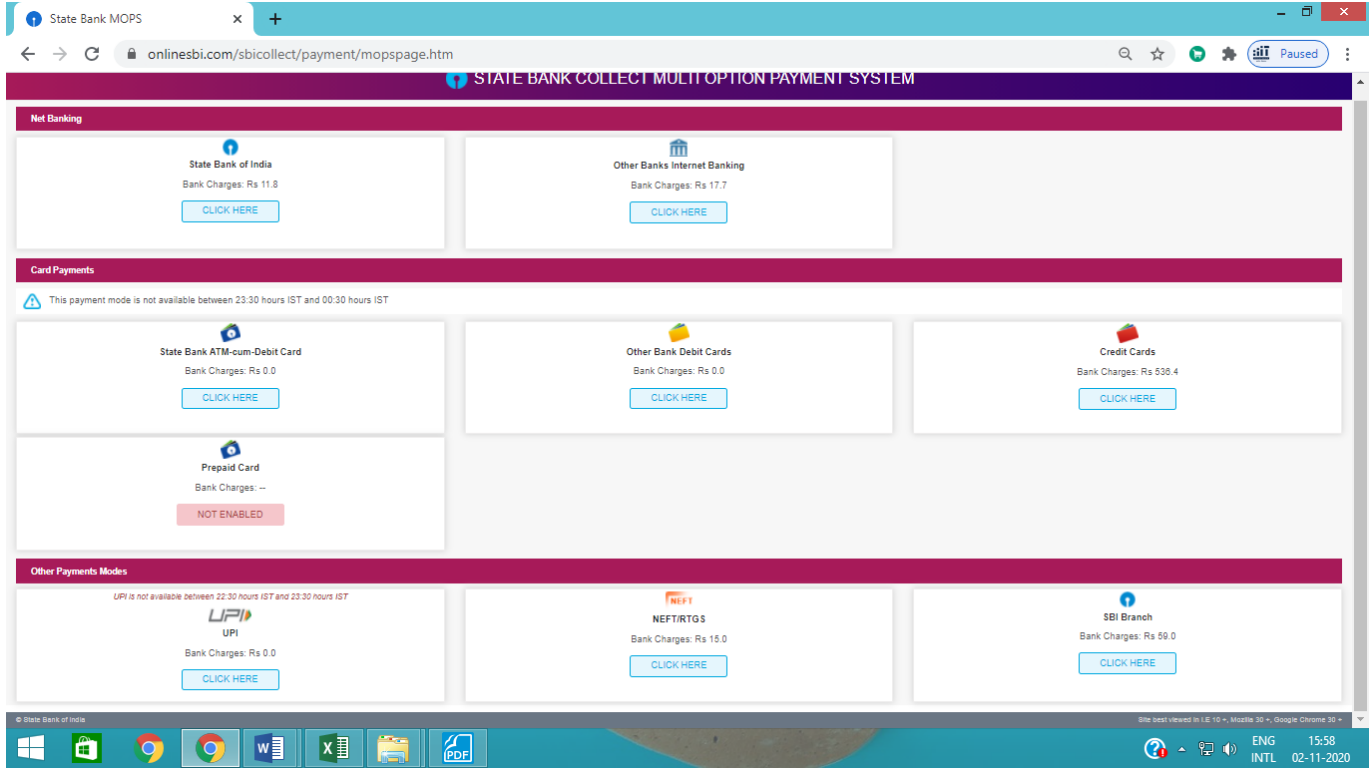 State Bank MOPS
onlinesbi.com/sbicollect/payment/mopspage.htm
Paused
STATE BANK COLLECT MULTI OPTION PAYMENT SYSTEM
Net Banking
State Bank of India
Bank Charges: Rs 11.8
CLICK HERE
Other Banks Internet Banking
Bank Charges: Rs 17.7
CLICK HERE
Card Payments
This payment mode is not available between 23:30 hours IST and 00:30 hours IST
State Bank ATM-cum-Debit Card
Bank Charges: Rs 0.0
CLICK HERE
Other Bank Debit Cards
Bank Charges: Rs 0.0
CLICK HERE
Credit Cards
Bank Charges: Rs 536.4
CLICK HERE
Prepaid Card
Bank Charges: --
NOT ENABLED
Other Payments Modes
UPI is not available between 22:30 hours IST and 23:30 hours IST
UPI
UPI
Bank Charges: Rs 0.0
CLICK HERE
NEFT
NEFT/RTGS
Bank Charges: Rs 15.0
CLICK HERE
SBI Branch
Bank Charges: Rs 59.0
CLICK HERE
© State Bank of India
Site best viewed in I.E 10 +, Mozilla 30 +, Google Chrome 30 +
PDF
ENG
INTL
15:58
02-11-2020